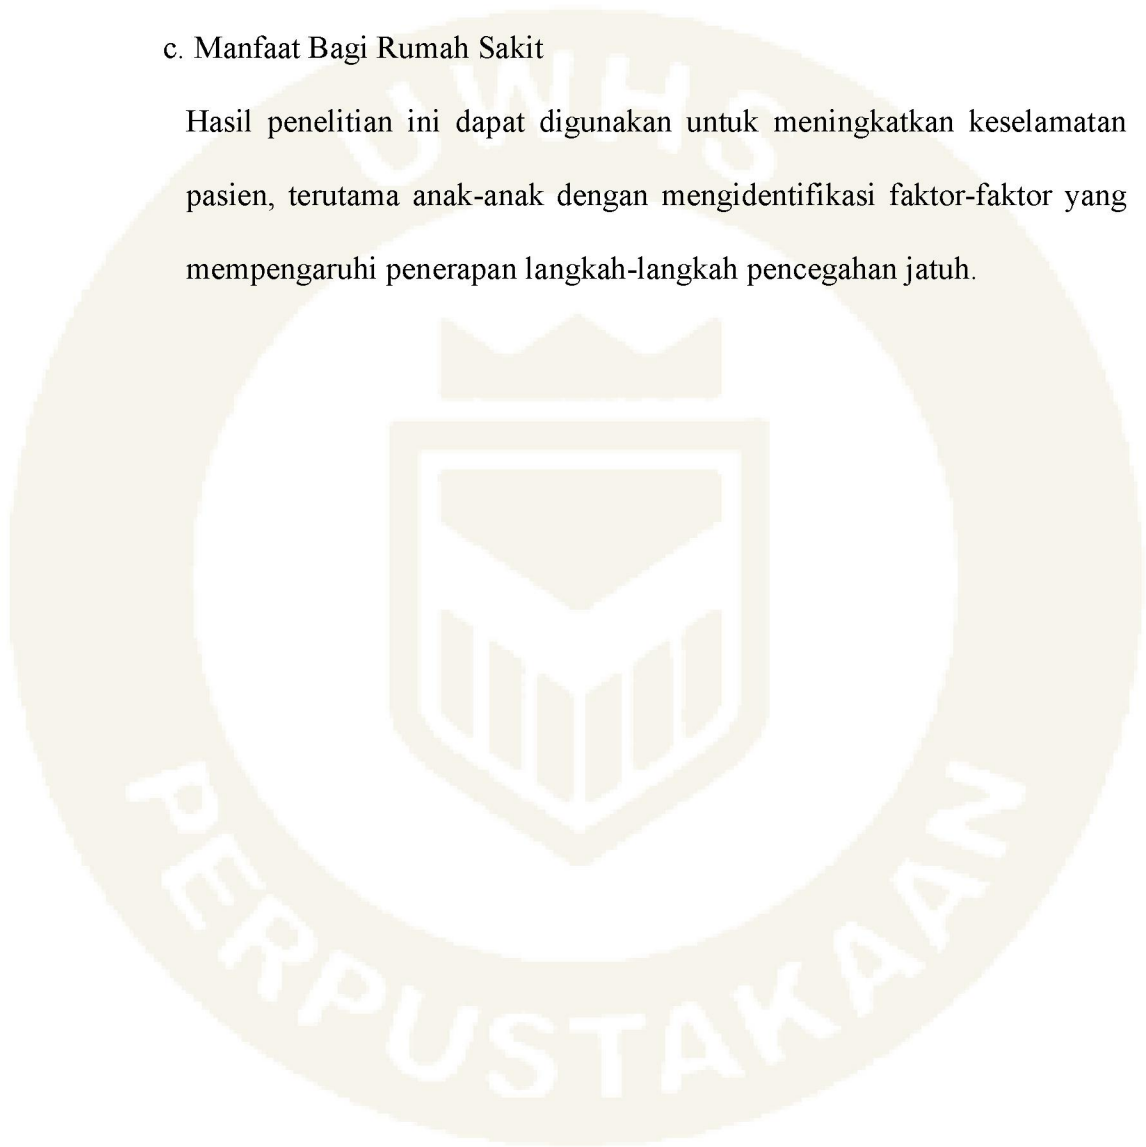 c. Manfaat Bagi Rumah Sakit
Hasil penelitian ini dapat digunakan untuk meningkatkan keselamatan
pasien, terutama anak-anak dengan mengidentifikasi faktor-faktor yang
mempengaruhi penerapan langkah-langkah pencegahan jatuh.
UWHS
PERPUSTAKAAN